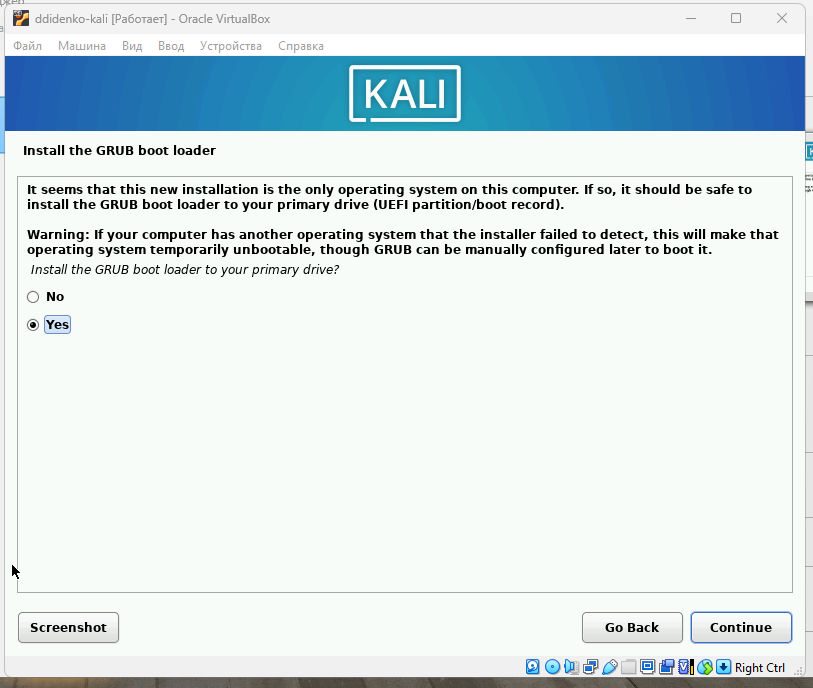 ddidenko-kali [Работает] - Oracle VirtualBox
Файл Машина Вид Ввод Устройства Справка
KALI
Install the GRUB boot loader
It seems that this new installation is the only operating system on this computer. If so, it should be safe to
install the GRUB boot loader to your primary drive (UEFI partition/boot record).
Warning: If your computer has another operating system that the installer failed to detect, this will make that
operating system temporarily unbootable, though GRUB can be manually configured later to boot it.
Install the GRUB boot loader to your primary drive?
No
Yes
Screenshot Go Back Continue
Right Ctrl